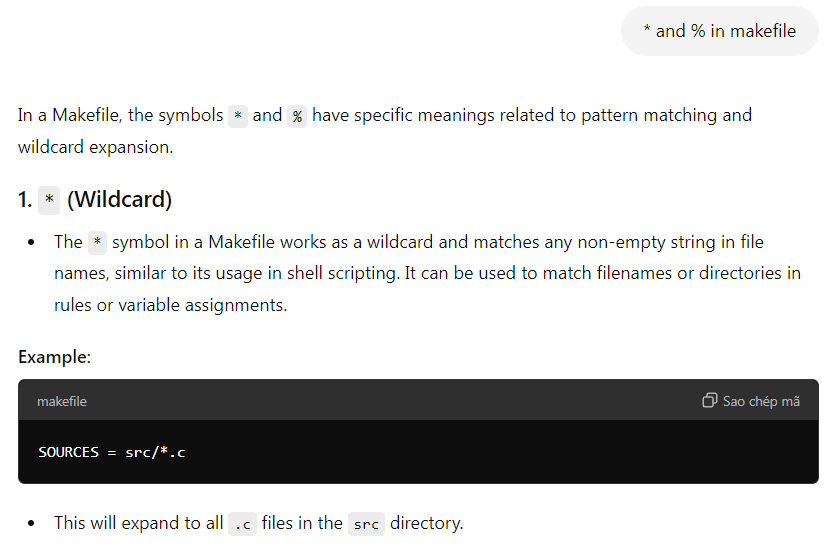 * and % in makefile
In a Makefile, the symbols * and % have specific meanings related to pattern matching and
wildcard expansion.
1. * (Wildcard)
• The * symbol in a Makefile works as a wildcard and matches any non-empty string in file
names, similar to its usage in shell scripting. It can be used to match filenames or directories in
rules or variable assignments.
Example:
makefile Sao chép mã
SOURCES = src/*.c
• This will expand to all .c files in the src directory.